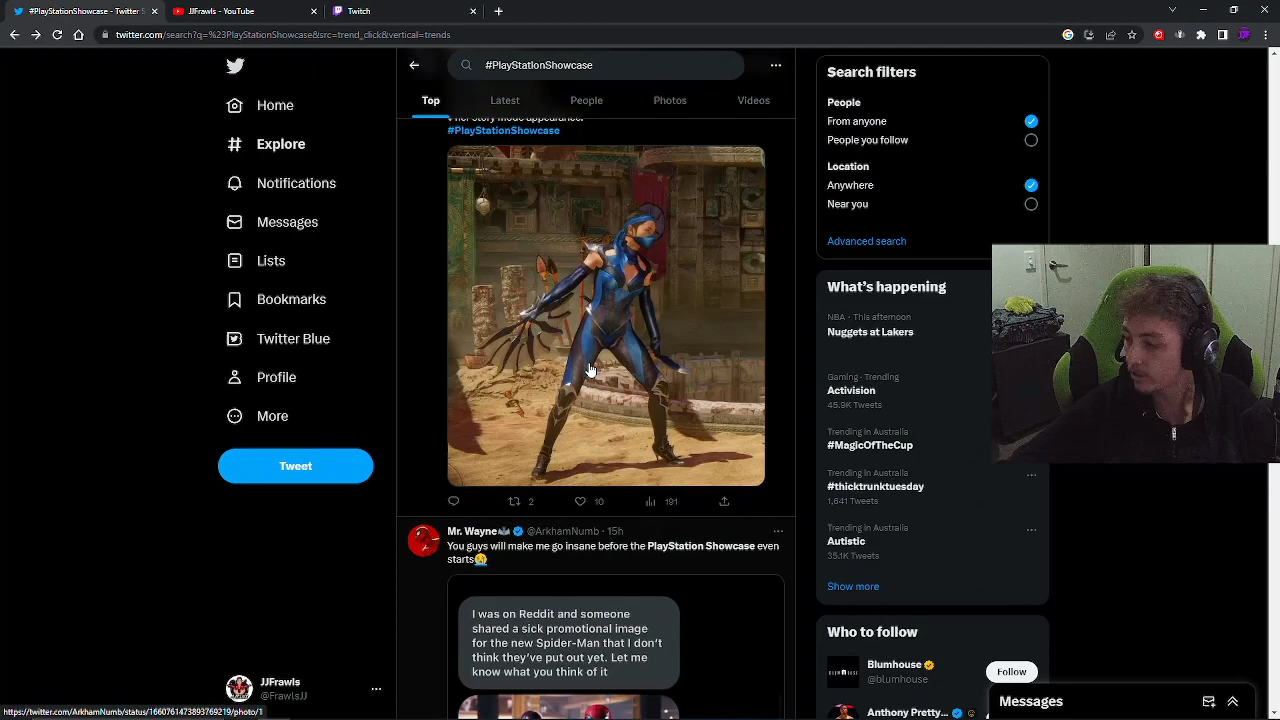 #PlayStationShowcase - Twitter S
JJFrawls - YouTube
Twitch
twitter.com/search?q=%23PlayStationShowcase&src=trend_click&vertical=trends
#PlayStationShowcase
Top
Latest
People
Photos
Videos
Home
Explore
Notifications
Messages
Lists
Bookmarks
Twitter Blue
Profile
More
Tweet
JJFrawls
@FrawlsJJ
story mode appearance.
#PlayStationShowcase
2
10
191
Mr. Wayne @ArkhamNumb · 15h
You guys will make me go insane before the PlayStation Showcase even
starts
I was on Reddit and someone
shared a sick promotional image
for the new Spider-Man that I don't
think they've put out yet. Let me
know what you think of it
Search filters
People
From anyone
People you follow
Location
Anywhere
Near you
Advanced search
What's happening
NBA · This afternoon
Nuggets at Lakers
Gaming · Trending
Activision
45.9K Tweets
Trending in Australia
#MagicOfTheCup
Trending in Australia
#thicktrunktuesday
1,641 Tweets
Trending in Australia
Autistic
35.1K Tweets
Show more
Who to follow
Blumhouse
@blumhouse
Follow
Anthony Pretty...
Messages
https://twitter.com/ArkhamNumb/status/1660761473893769219/photo/1